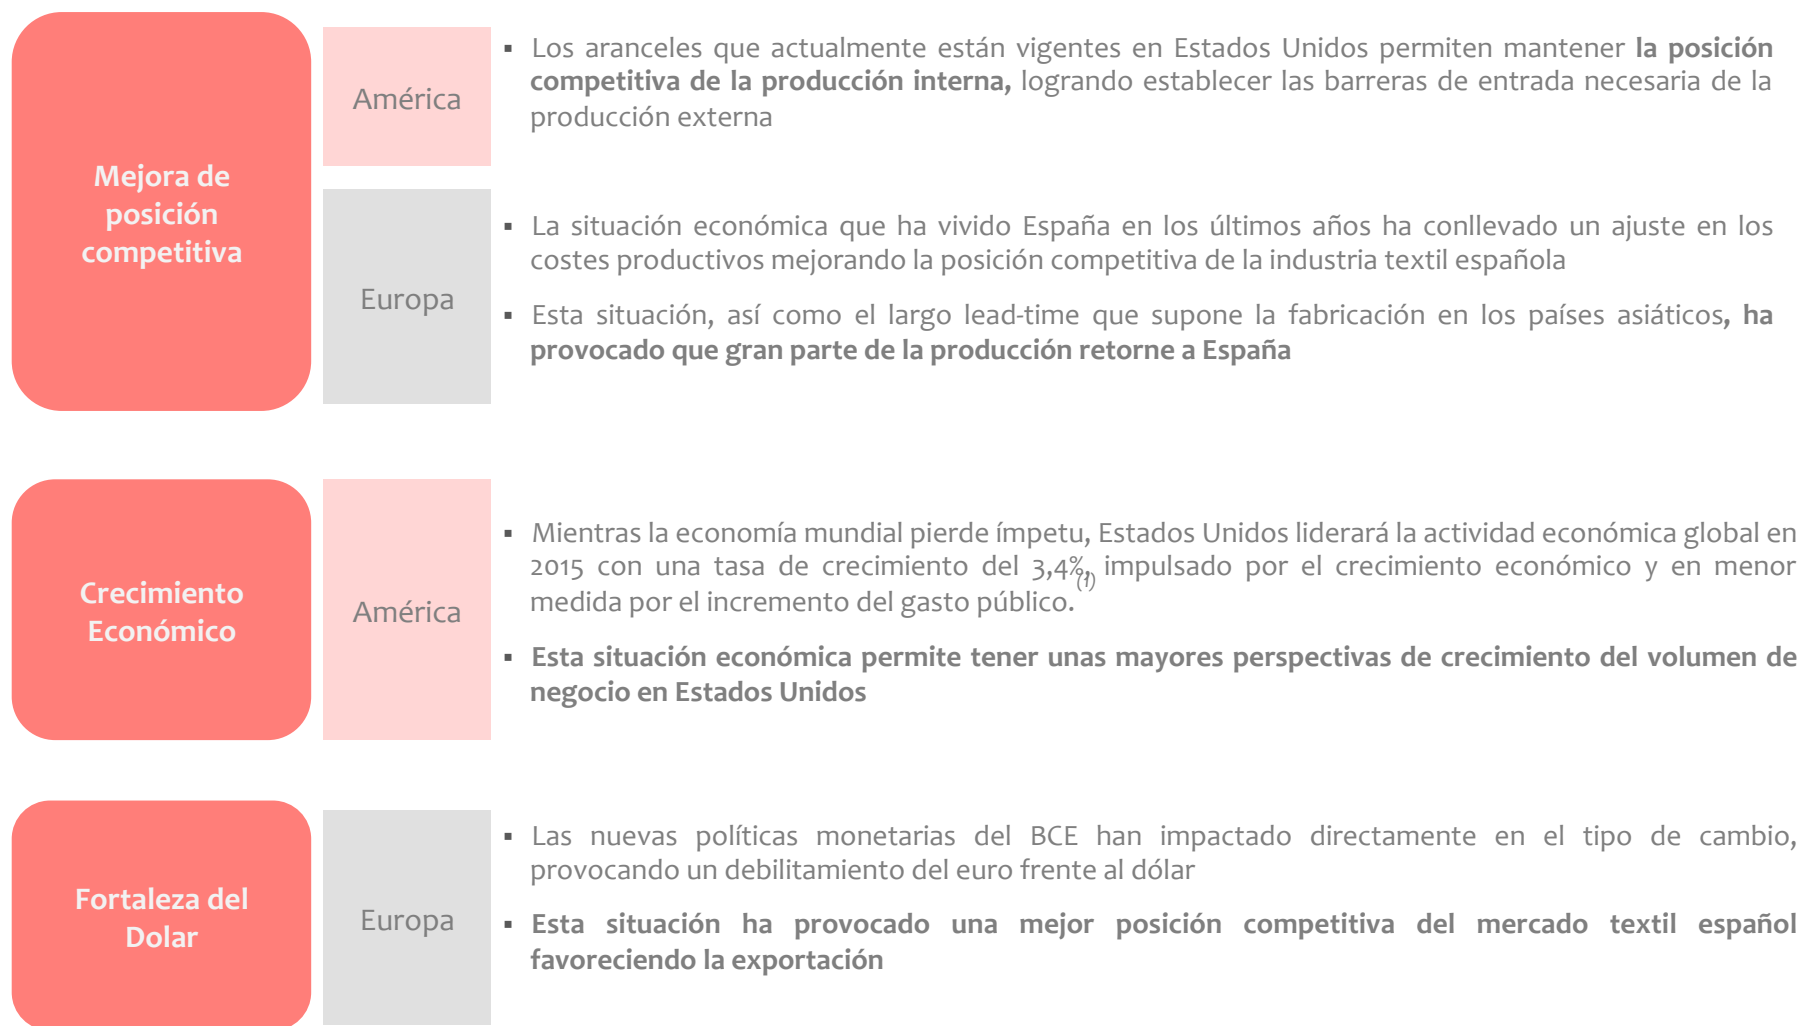 Mejora de
posición
competitiva
América
▪ Los aranceles que actualmente están vigentes en Estados Unidos permiten mantener la posición
competitiva de la producción interna, logrando establecer las barreras de entrada necesaria de la
producción externa
Europa
▪ La situación económica que ha vivido España en los últimos años ha conllevado un ajuste en los
costes productivos mejorando la posición competitiva de la industria textil española
▪ Esta situación, así como el largo lead-time que supone la fabricación en los países asiáticos, ha
provocado que gran parte de la producción retorne a España
Crecimiento
Económico
América
▪ Mientras la economía mundial pierde ímpetu, Estados Unidos liderará la actividad económica global en
2015 con una tasa de crecimiento del 3,4%, (1) impulsado por el crecimiento económico y en menor
medida por el incremento del gasto público.
▪ Esta situación económica permite tener unas mayores perspectivas de crecimiento del volumen de
negocio en Estados Unidos
Fortaleza del
Dolar
Europa
▪ Las nuevas políticas monetarias del BCE han impactado directamente en el tipo de cambio,
provocando un debilitamiento del euro frente al dólar
▪ Esta situación ha provocado una mejor posición competitiva del mercado textil español
favoreciendo la exportación